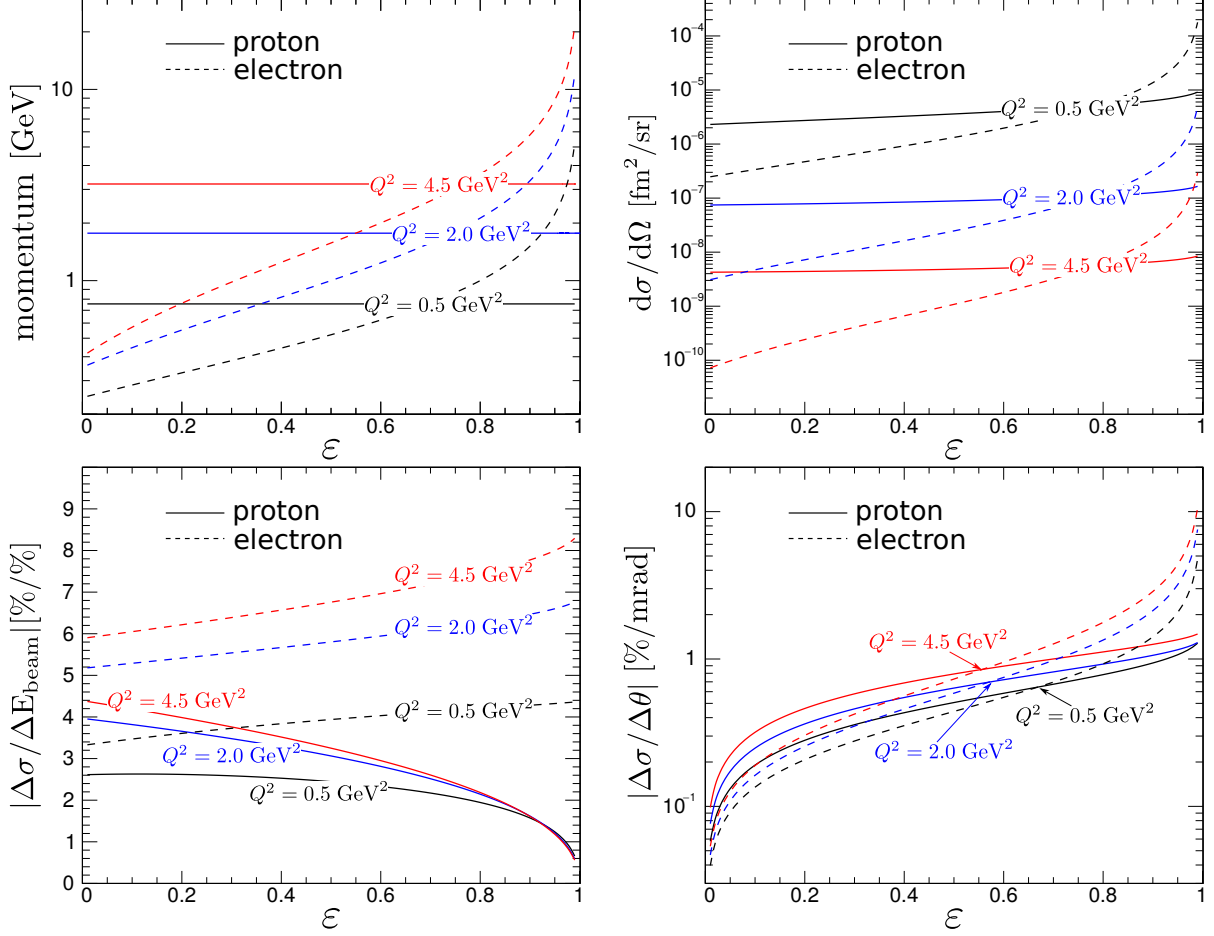 proton
electron
momentum [GeV]
10
1
Q² = 4.5 GeV²
Q² = 2.0 GeV²
Q² = 0.5 GeV²
0 0.2 0.4 0.6 0.8 1
ε
proton
electron
dσ/dΩ [fm²/sr]
10⁻⁴
10⁻⁵
10⁻⁶
10⁻⁷
10⁻⁸
10⁻⁹
10⁻¹⁰
Q² = 0.5 GeV²
Q² = 2.0 GeV²
Q² = 4.5 GeV²
0 0.2 0.4 0.6 0.8 1
ε
proton
electron
|Δσ/ΔE_beam|[%/%]
9
8
7
6
5
4
3
2
1
0
Q² = 4.5 GeV²
Q² = 2.0 GeV²
Q² = 0.5 GeV²
Q² = 4.5 GeV²
Q² = 2.0 GeV²
Q² = 0.5 GeV²
0 0.2 0.4 0.6 0.8 1
ε
proton
electron
|Δσ/Δθ| [%/mrad]
10
1
10⁻¹
Q² = 4.5 GeV²
Q² = 0.5 GeV²
Q² = 2.0 GeV²
0 0.2 0.4 0.6 0.8 1
ε